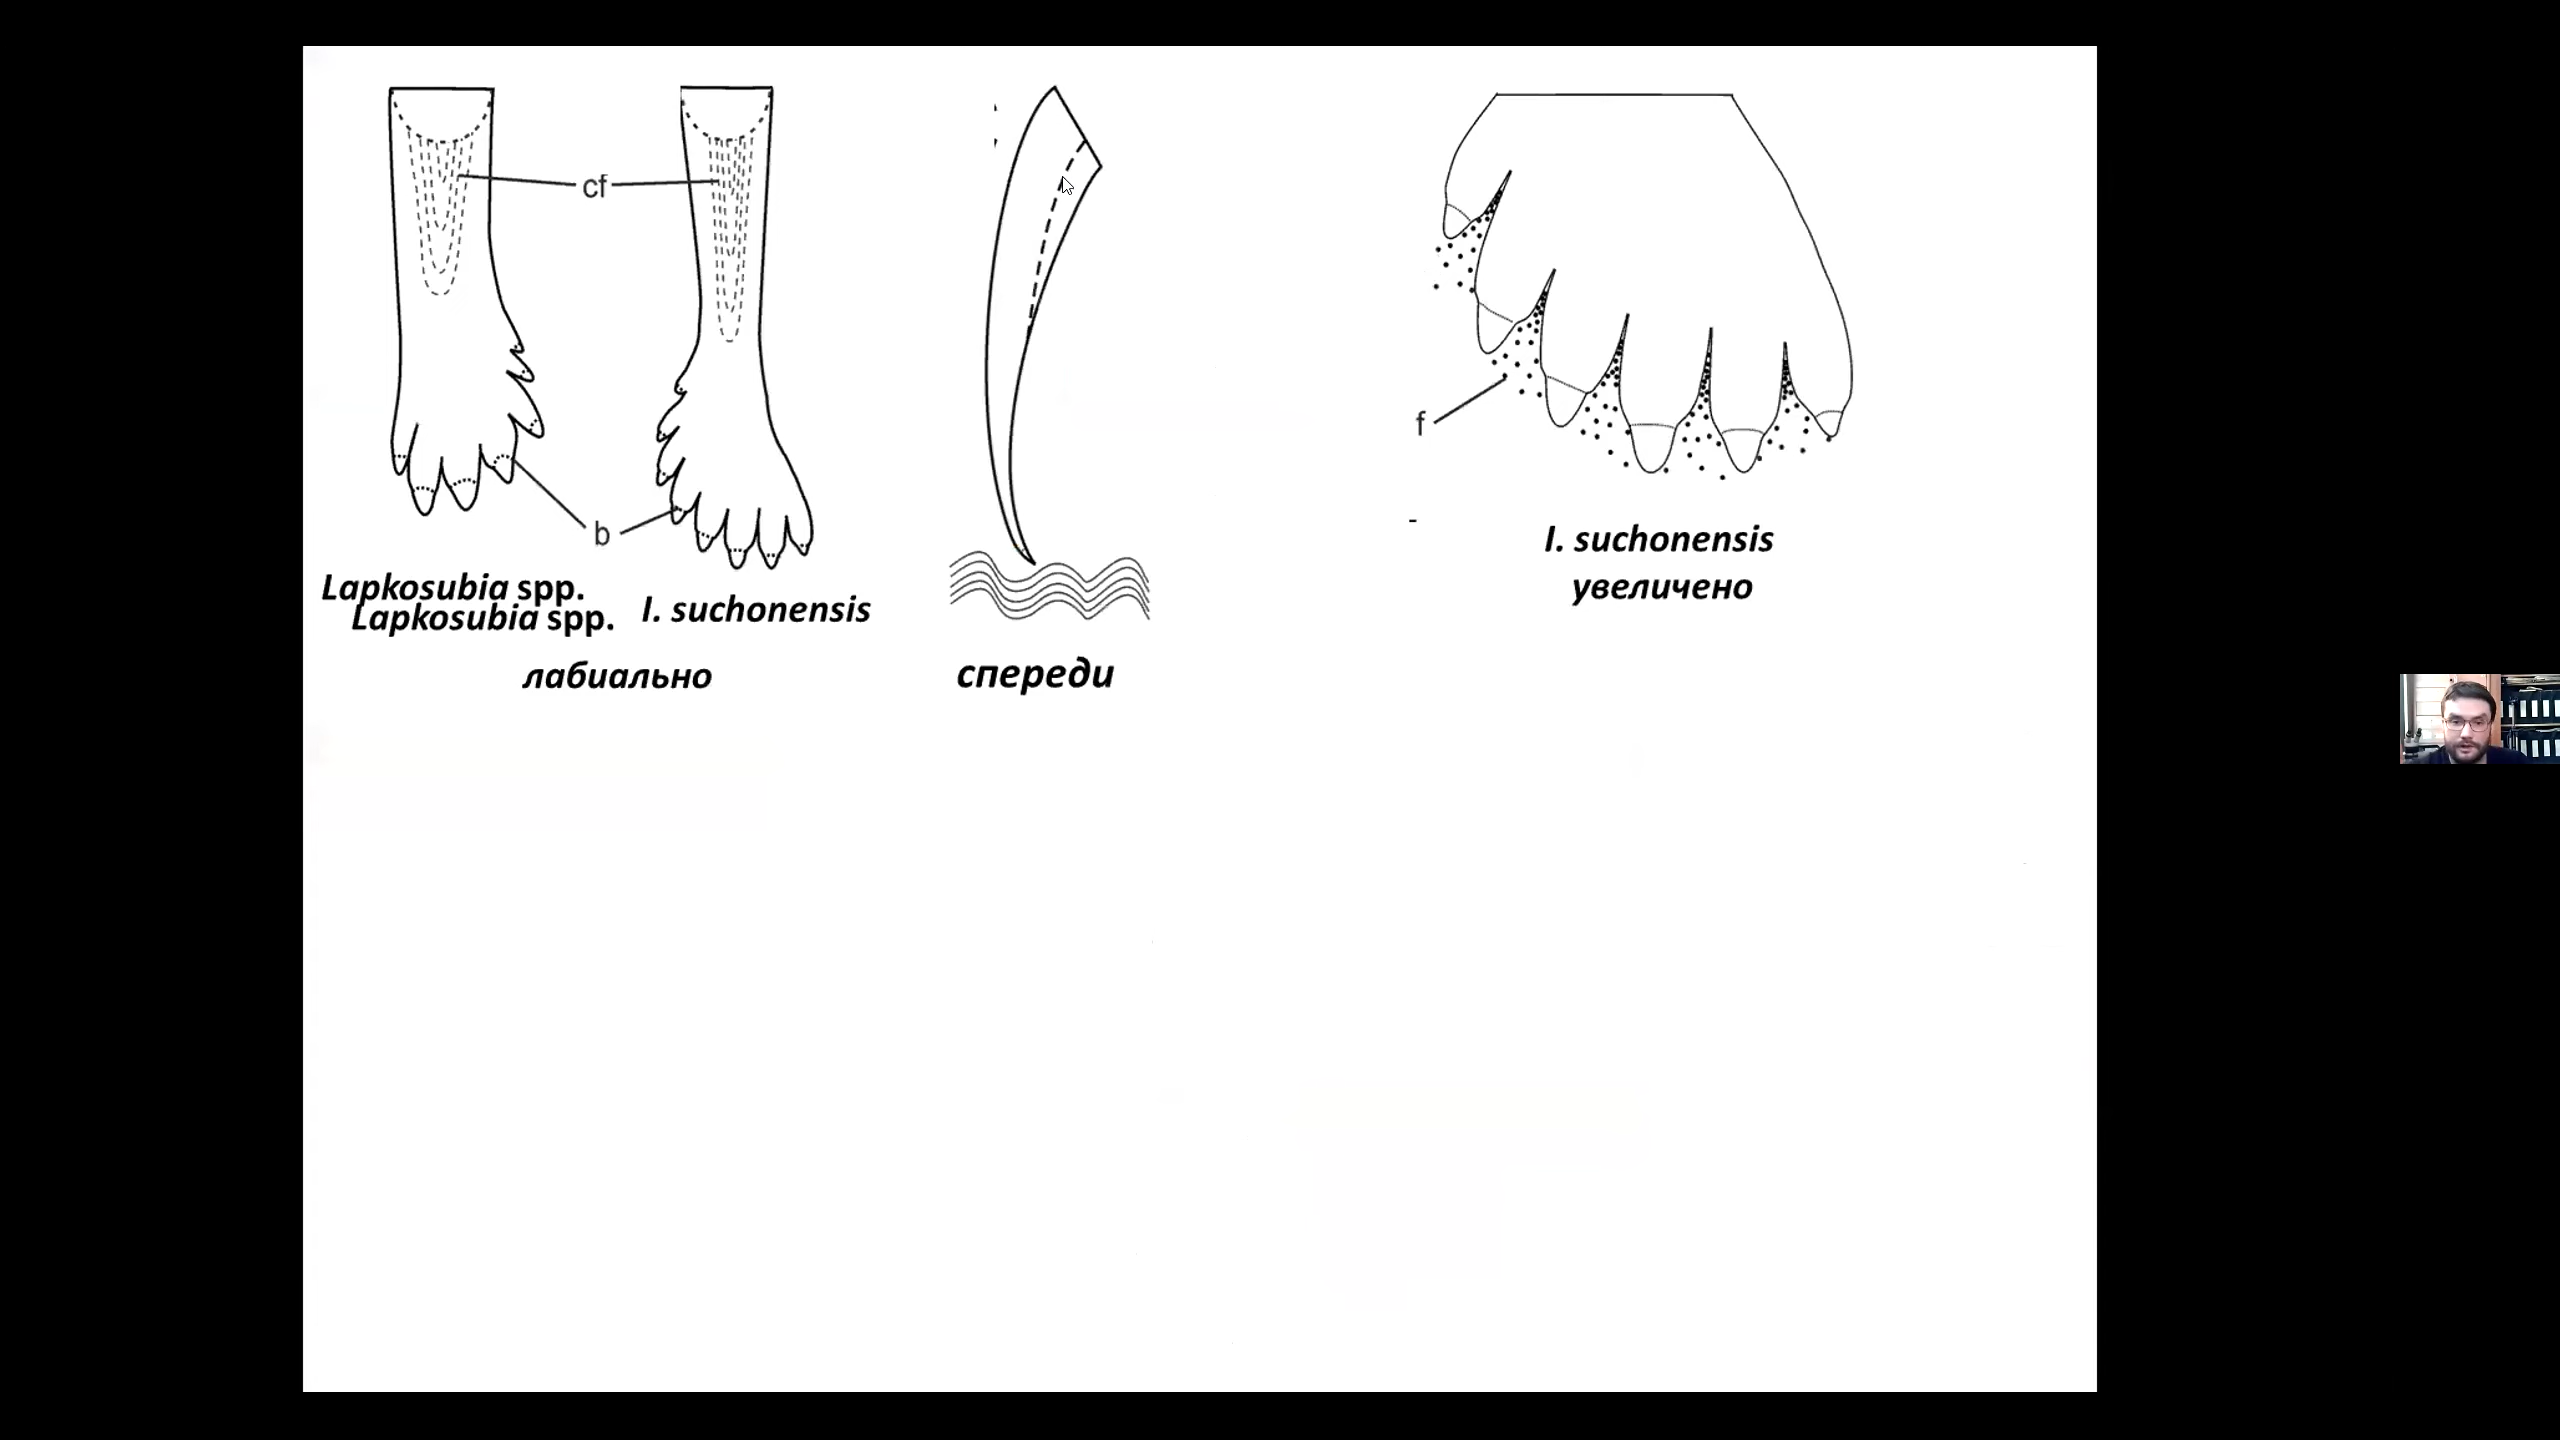 cf
f
b
Lapkosubia spp.
Lapkosubia spp.
I. suchonensis
лабиально
спереди
I. suchonensis
увеличено